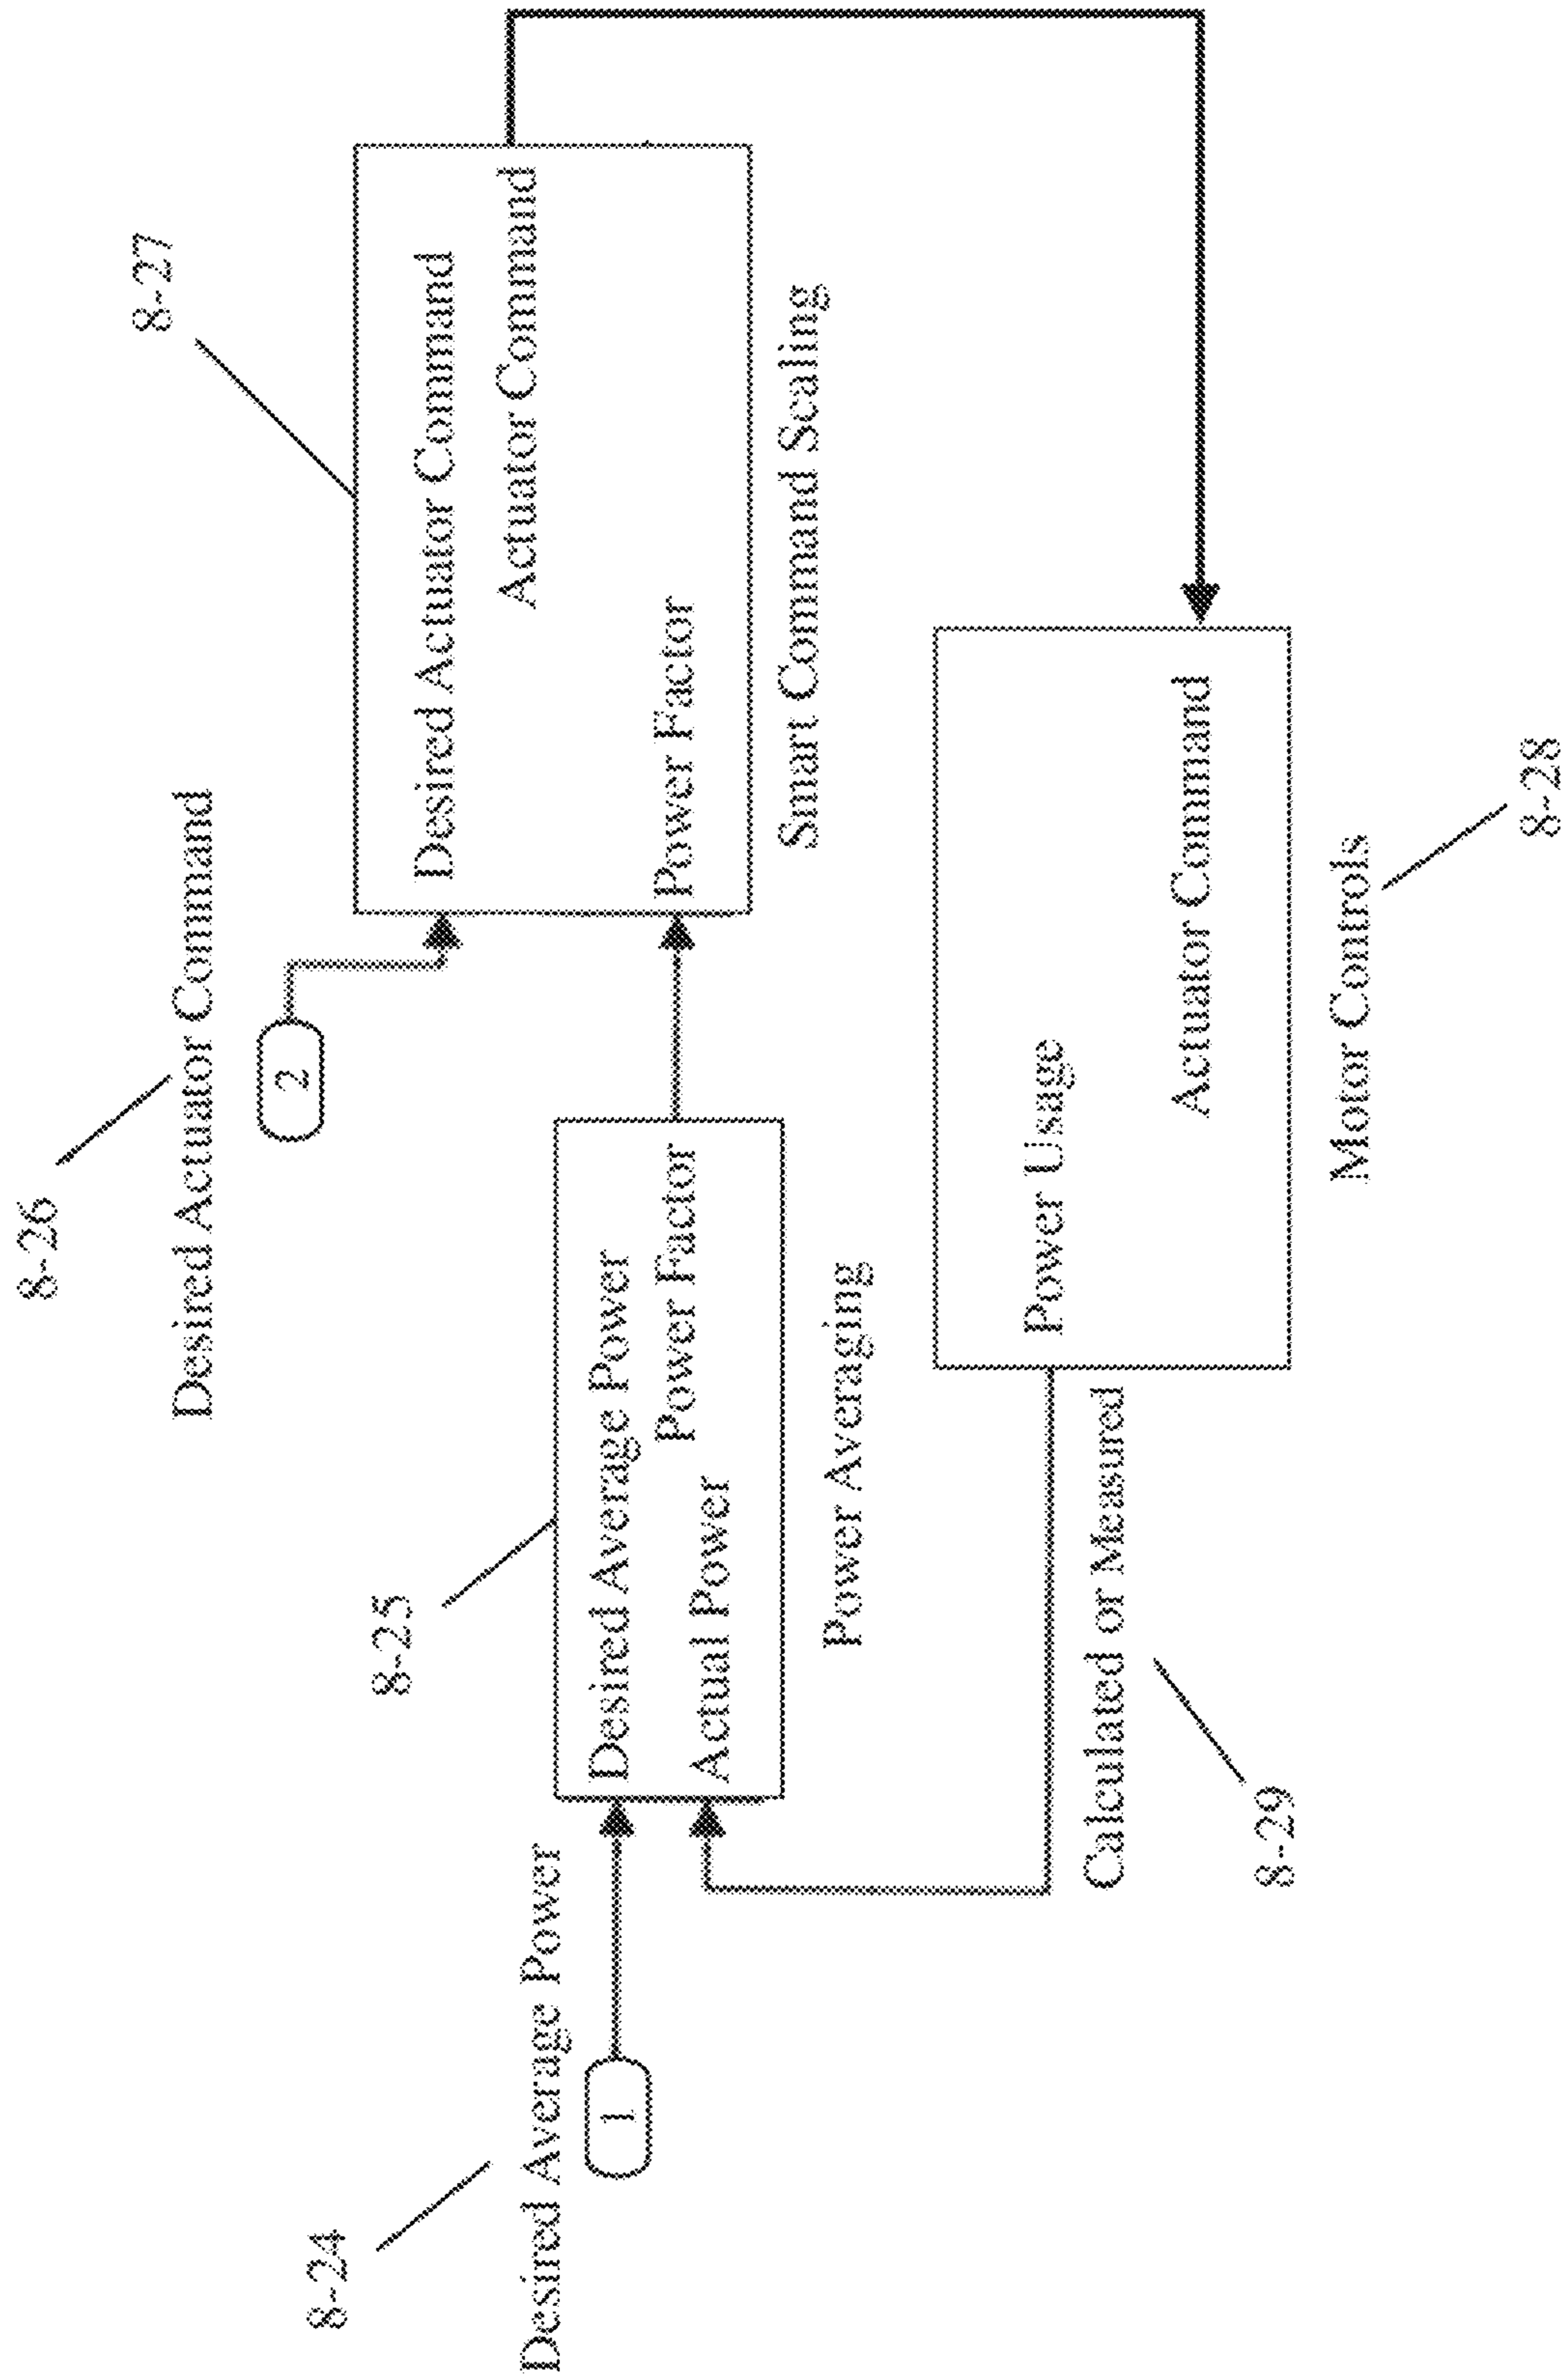 8-26
Desired Actuator Command
2
8-27
Desired Actuator Command
Actuator Command
Power Factor
Smart Command Scaling
8-24
Desired Average Power
1
8-25
Desired Average Power
Power Factor
Actual Power
Power Averaging
Power Usage
Actuator Command
Motor Controls
8-28
Calculated or Measured
8-29